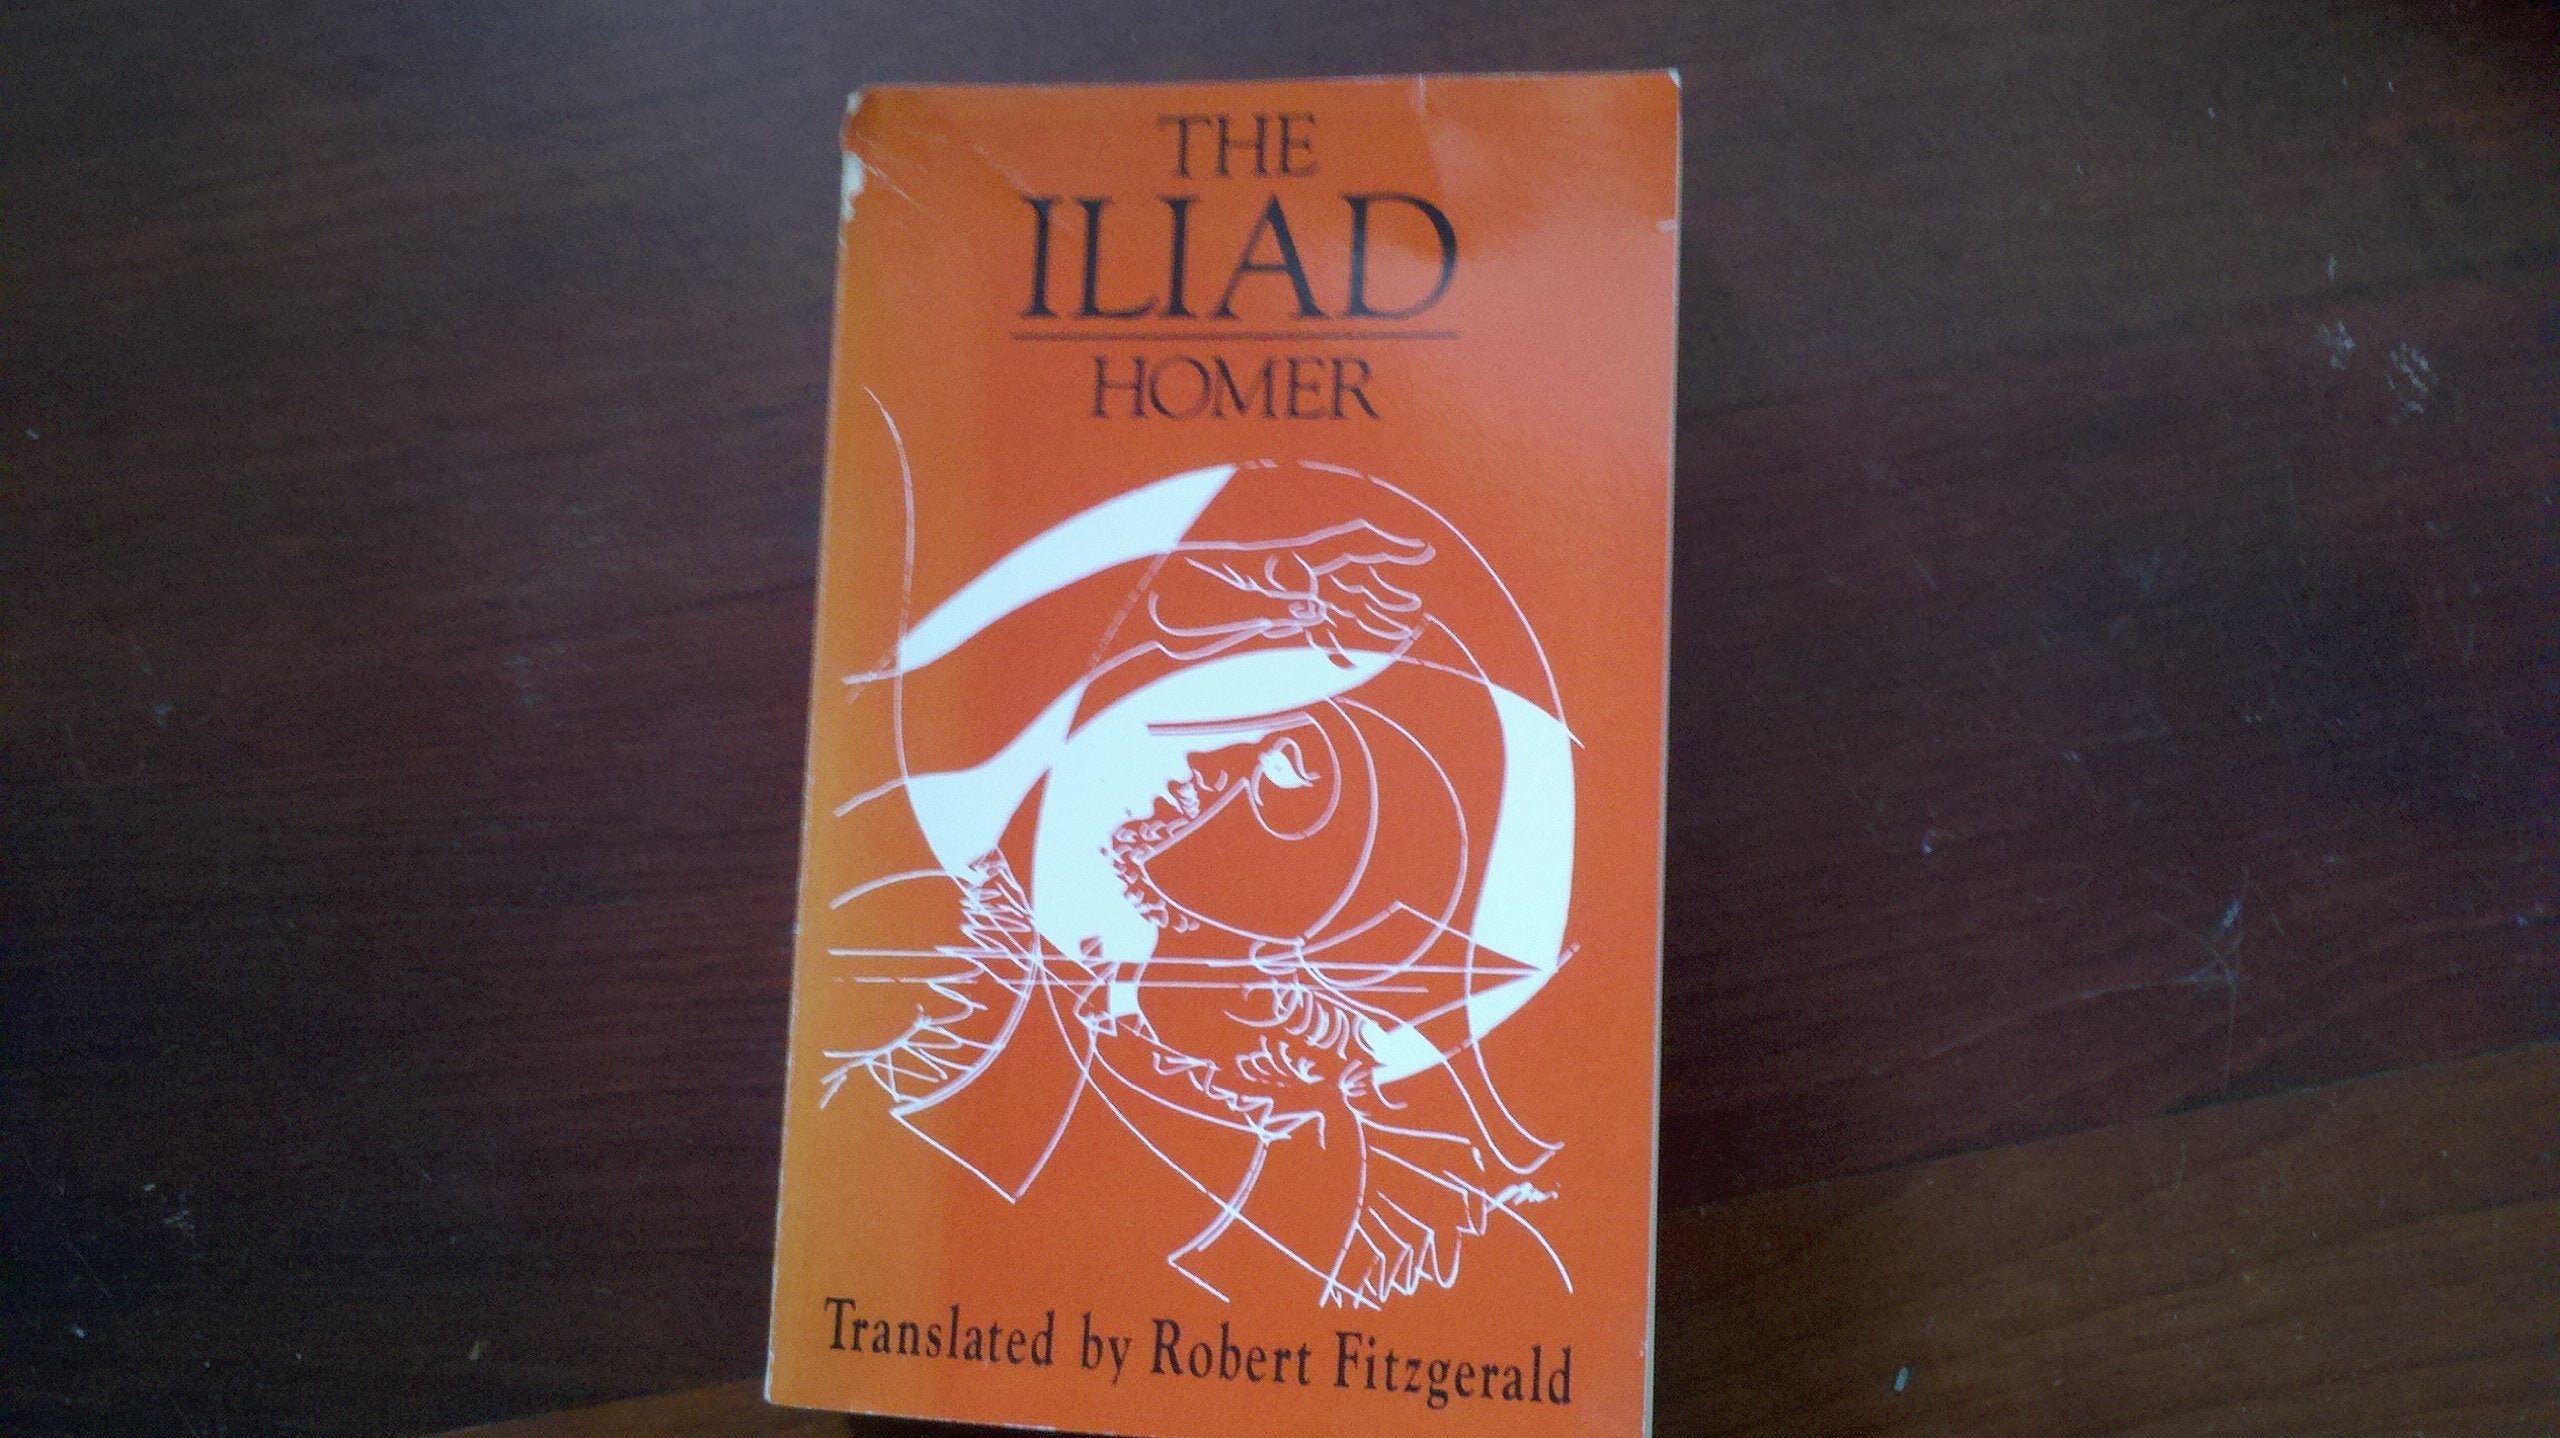 THE
ILIAD
HOMER
Translated by Robert Fitzgerald